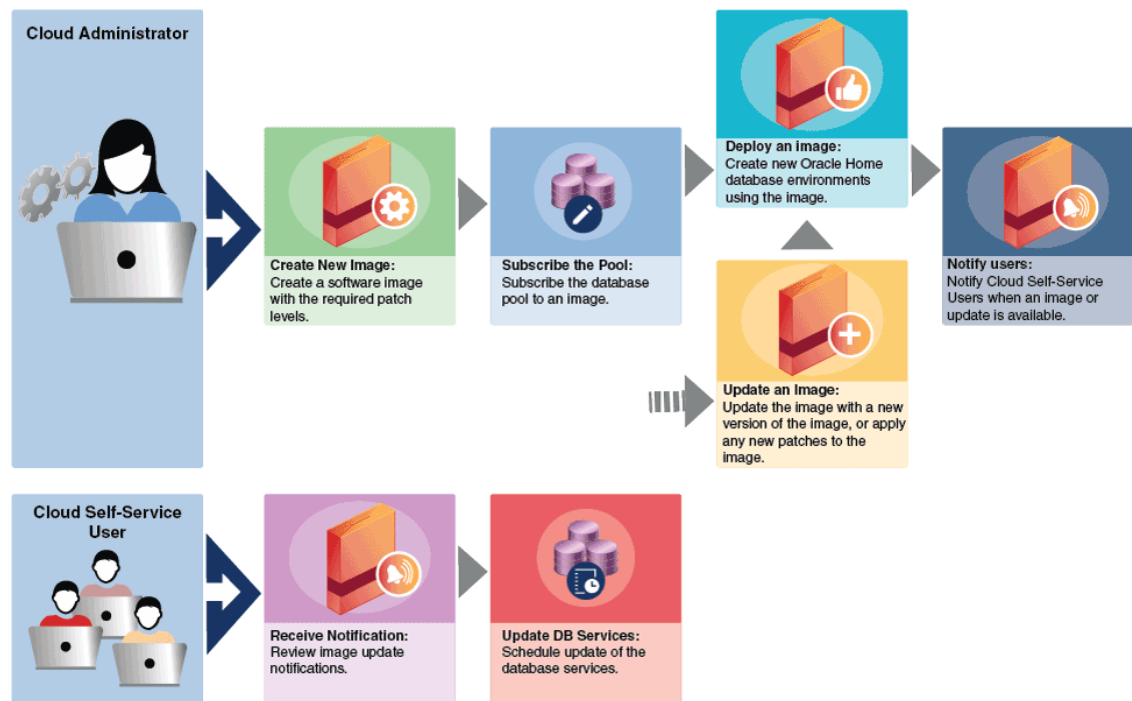 Cloud Administrator
Create New Image:
Create a software image
with the required patch
levels.
Subscribe the Pool:
Subscribe the database
pool to an image.
Deploy an image:
Create new Oracle Home
database environments
using the image.
Notify users:
Notify Cloud Self-Service
Users when an image or
update is available.
Update an Image:
Update the image with a new
version of the image, or apply
any new patches to the
image.
Cloud Self-Service
User
Receive Notification:
Review image update
notifications.
Update DB Services:
Schedule update of the
database services.